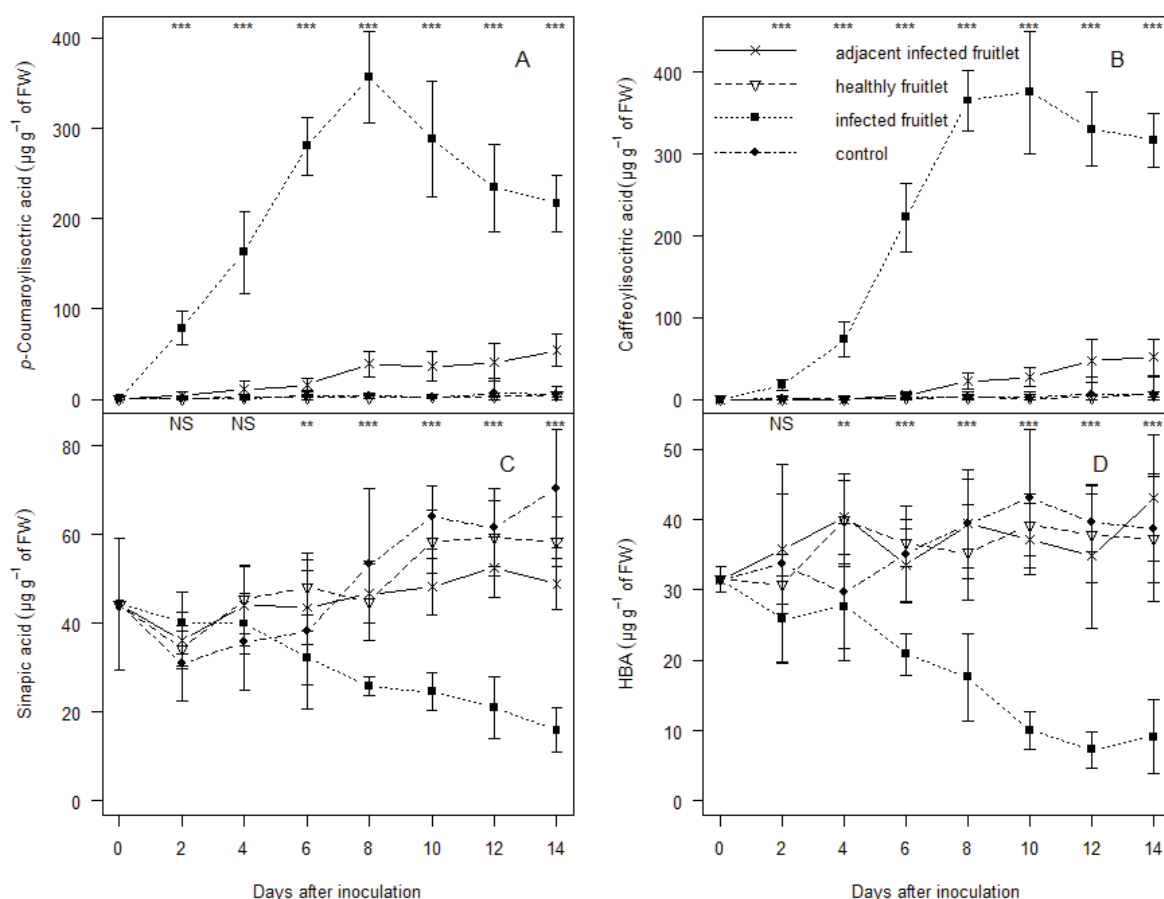 *** *** *** *** *** *** ***
A
400
300
200
100
0
p-Coumaroylisoctric acid (µg g⁻¹ of FW)
*** *** *** *** *** *** ***
B
adjacent infected fruitlet
healthly fruitlet
infected fruitlet
control
400
300
200
100
0
Caffeoylisocitric acid (µg g⁻¹ of FW)
NS NS ** *** *** *** ***
C
80
60
40
20
0
Sinapic acid (µg g⁻¹ of FW)
0 2 4 6 8 10 12 14
Days after inoculation
NS ** *** *** *** *** ***
D
50
40
30
20
10
0
HBA (µg g⁻¹ of FW)
0 2 4 6 8 10 12 14
Days after inoculation